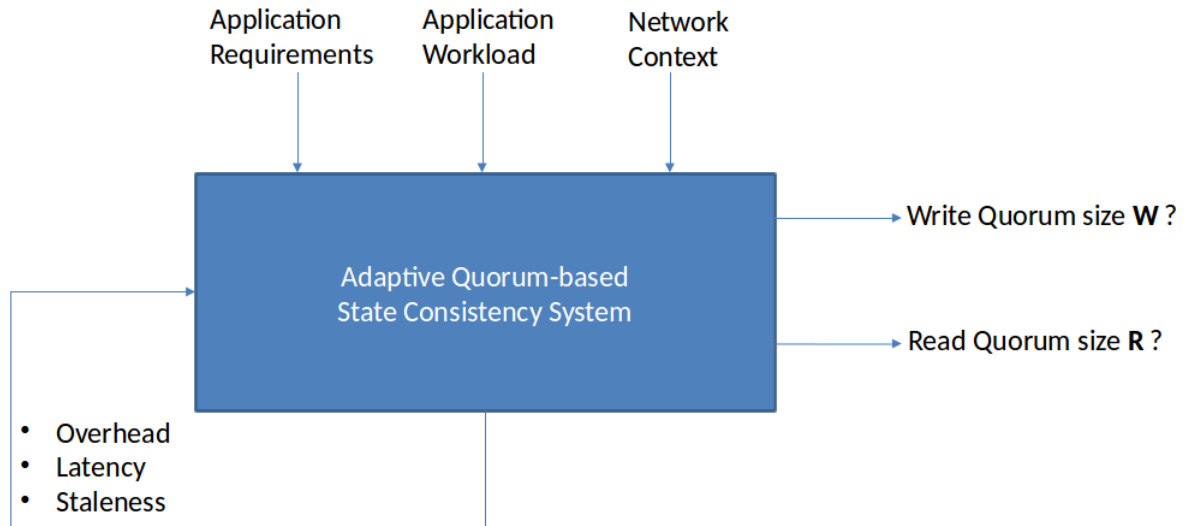 Application
Requirements
Application
Workload
Network
Context
Write Quorum size W ?
Adaptive Quorum-based
State Consistency System
Read Quorum size R ?
• Overhead
• Latency
• Staleness